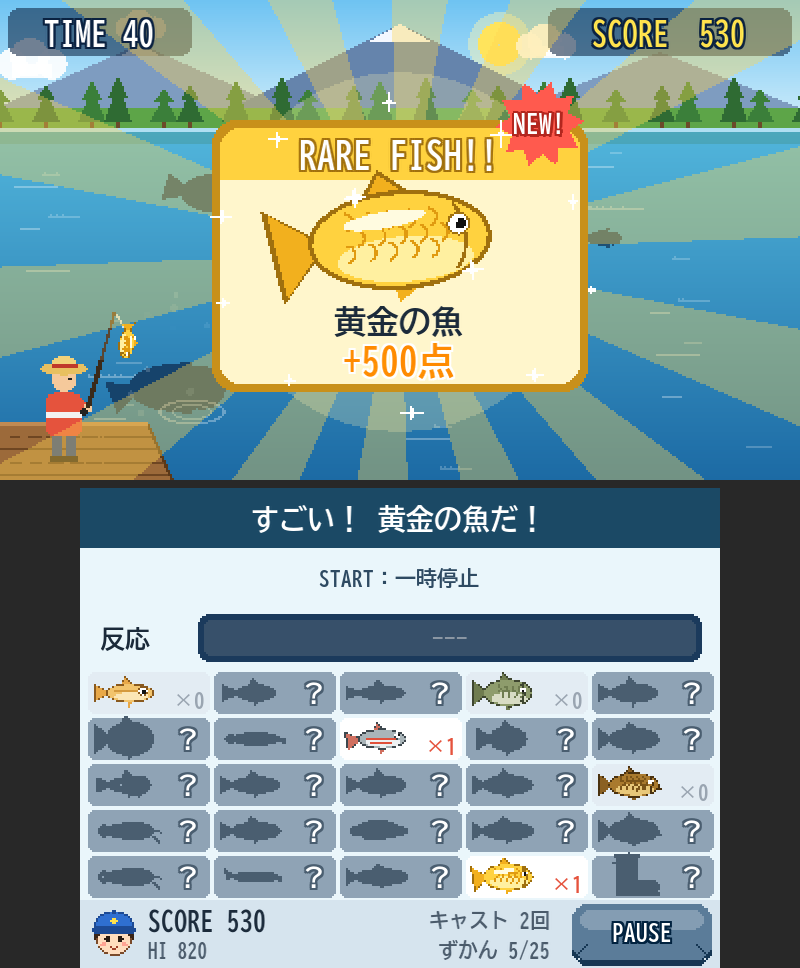 TIME 40
SCORE 530
NEW!
RARE FISH!!
黄金の魚
+500点
すごい！ 黄金の魚だ！
START：一時停止
反応
---
×0 ? ? ×0 ?
? ? ×1 ? ?
? ? ? ? ×0
? ? ? ? ?
? ? ? ×1 ?
SCORE 530
HI 820
キャスト 2回
ずかん 5/25
PAUSE